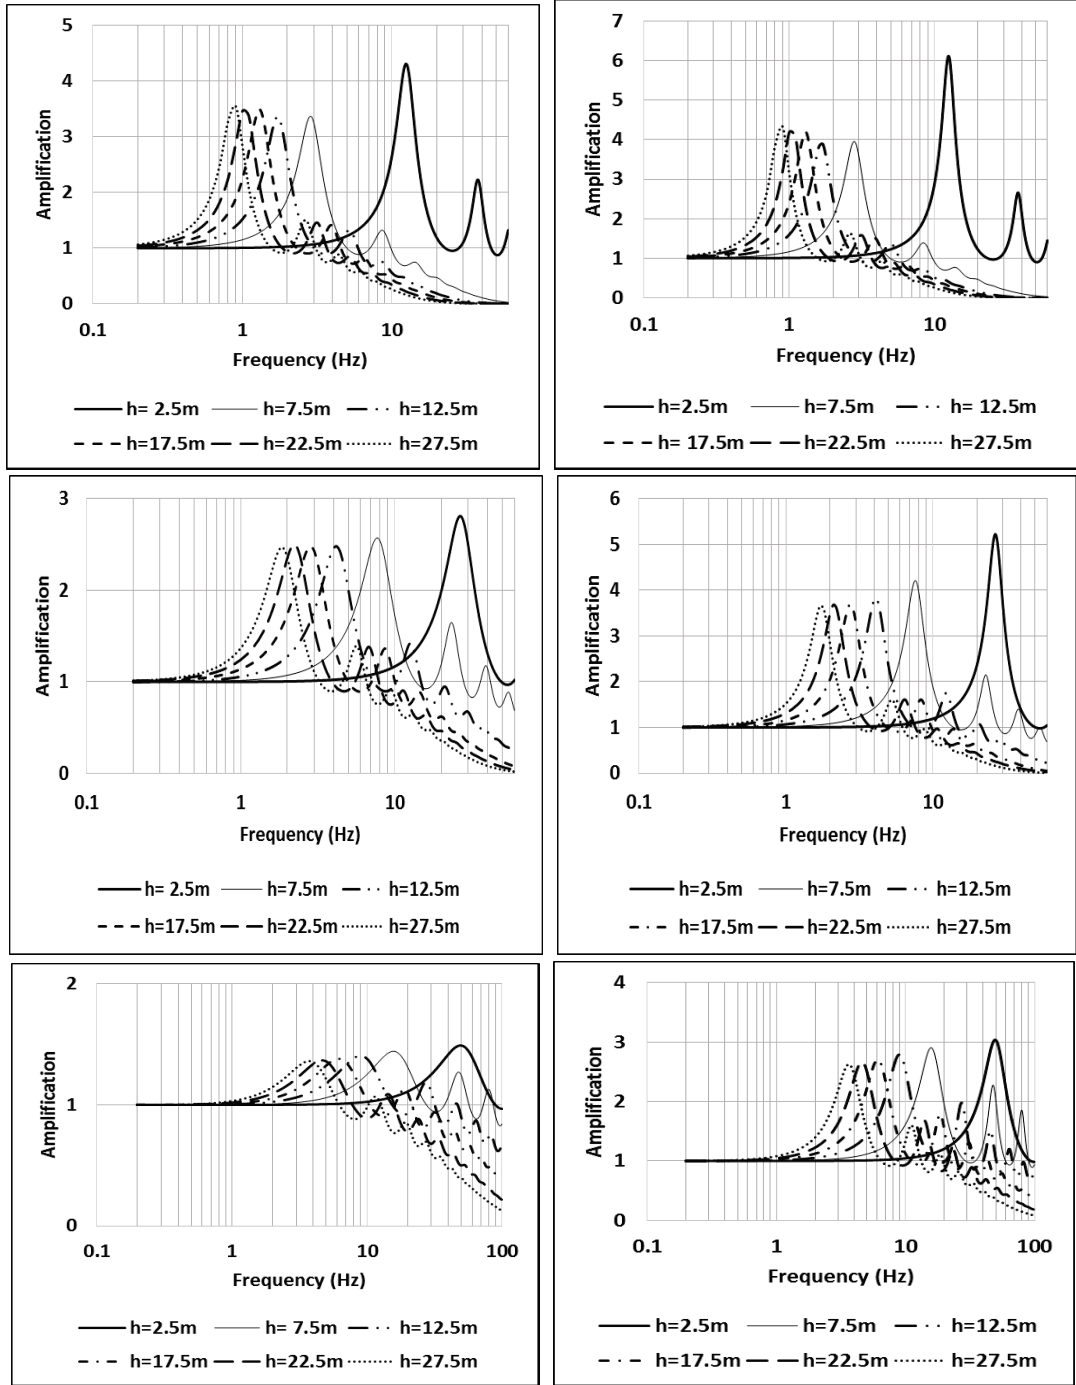 5
4
3
2
1
0
Amplification
0.1 1 10
Frequency (Hz)
h= 2.5m h=7.5m h=12.5m
h=17.5m h=22.5m h=27.5m
7
6
5
4
3
2
1
0
Amplification
0.1 1 10
Frequency (Hz)
h=2.5m h=7.5m h= 12.5m
h= 17.5m h=22.5m h=27.5m
3
2
1
0
Amplification
0.1 1 10
Frequency (Hz)
h= 2.5m h=7.5m h=12.5m
h=17.5m h=22.5m h=27.5m
6
5
4
3
2
1
0
Amplification
0.1 1 10
Frequency (Hz)
h=2.5m h=7.5m h=12.5m
h=17.5m h=22.5m h=27.5m
2
1
0
Amplification
0.1 1 10 100
Frequency (Hz)
h=2.5m h= 7.5m h=12.5m
h=17.5m h=22.5m h=27.5m
4
3
2
1
0
Amplification
0.1 1 10 100
Frequency (Hz)
h=2.5m h=7.5m h=12.5m
h=17.5m h=22.5m h=27.5m